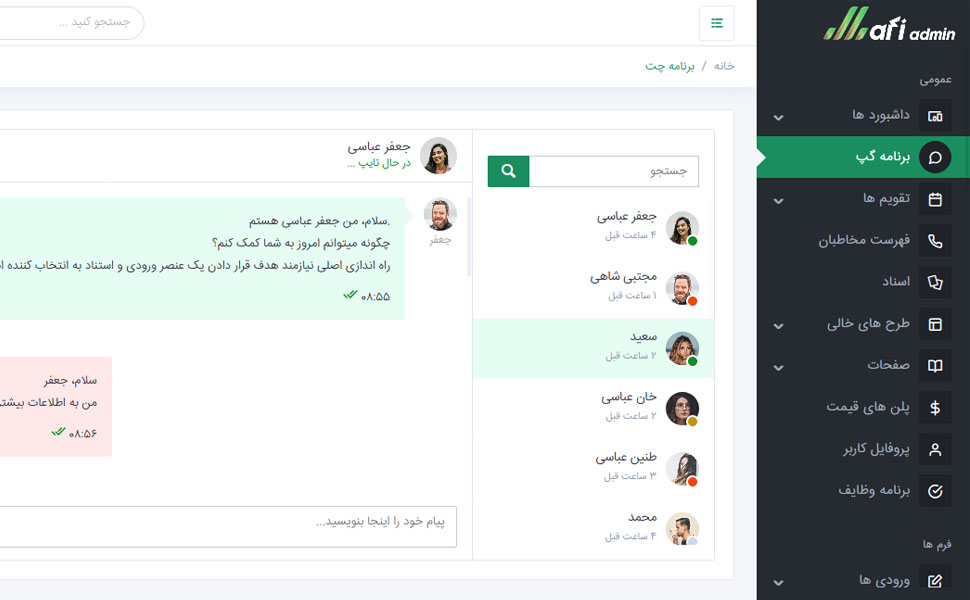 مافی admin
عمومی
داشبورد ها
برنامه گپ
تقویم ها
فهرست مخاطبان
اسناد
طرح های خالی
صفحات
پلن های قیمت
پروفایل کاربر
برنامه وظایف
فرم ها
ورودی ها
جستجو کنید ...
خانه / برنامه چت
جستجو
جعفر عباسی
۴ ساعت قبل
مجتبی شاهی
۱ ساعت قبل
سعید
۲ ساعت قبل
خان عباسی
۲ ساعت قبل
طنین عباسی
۳ ساعت قبل
محمد
۴ ساعت قبل
جعفر عباسی
در حال تایپ ...
جعفر
.سلام، من جعفر عباسی هستم
چگونه میتوانم امروز به شما کمک کنم؟
راه اندازی اصلی نیازمند هدف قرار دادن یک عنصر ورودی و استناد به انتخاب کننده
۰۸:۵۵
سلام، جعفر
من به اطلاعات بیشتر
۰۸:۵۶
پیام خود را اینجا بنویسید...